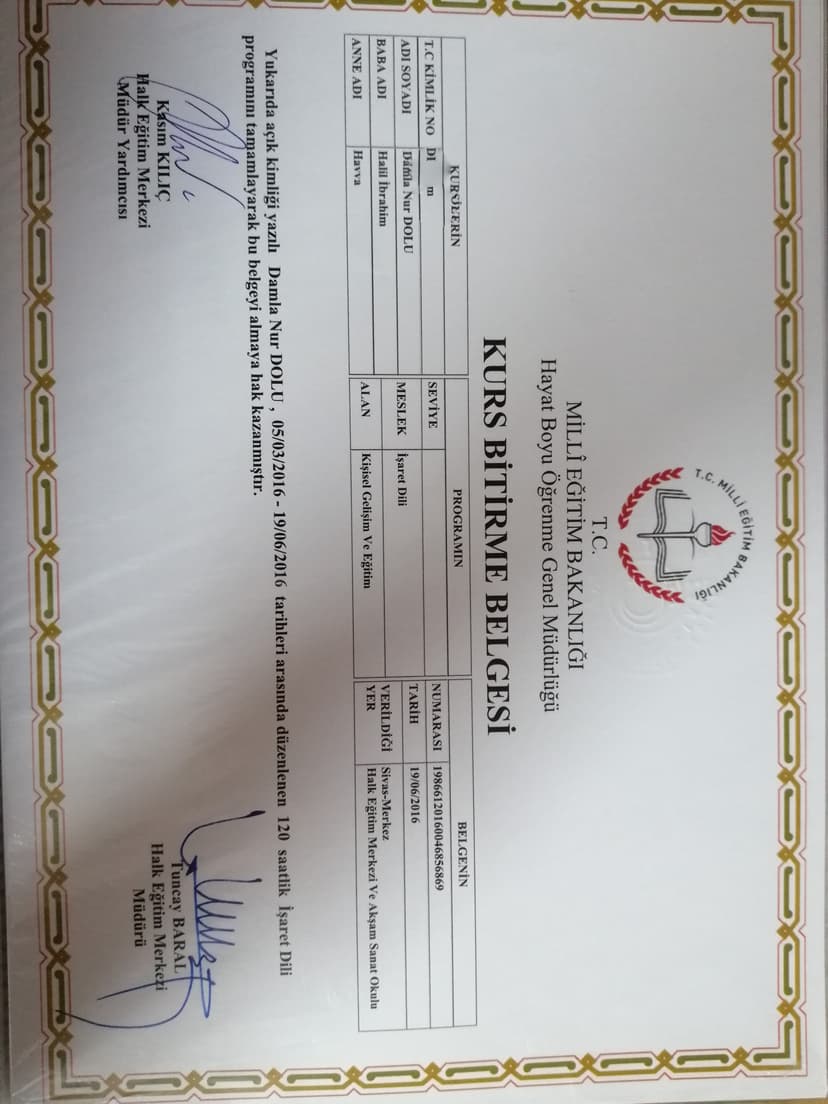 T.C. MİLLÎ EĞİTİM BAKANLIĞI
T.C.
MİLLÎ EĞİTİM BAKANLIĞI
Hayat Boyu Öğrenme Genel Müdürlüğü
KURS BİTİRME BELGESİ
KURSİYERİN PROGRAMIN BELGENİN
T.C KİMLİK NO SEVİYE NUMARASI 19866120160046856869
ADI SOYADI Damla Nur DOLU MESLEK İşaret Dili TARİH 19/06/2016
BABA ADI Halil İbrahim VERİLDİĞİ Sivas-Merkez
ANNE ADI Havva ALAN Kişisel Gelişim Ve Eğitim YER Halk Eğitim Merkezi Ve Akşam Sanat Okulu
Yukarıda açık kimliği yazılı Damla Nur DOLU , 05/03/2016 - 19/06/2016 tarihleri arasında düzenlenen 120 saatlik İşaret Dili
programını tamamlayarak bu belgeyi almaya hak kazanmıştır.
Kasım KILIÇ
Halk Eğitim Merkezi
Müdür Yardımcısı
Tuncay BARAL
Halk Eğitim Merkezi
Müdürü